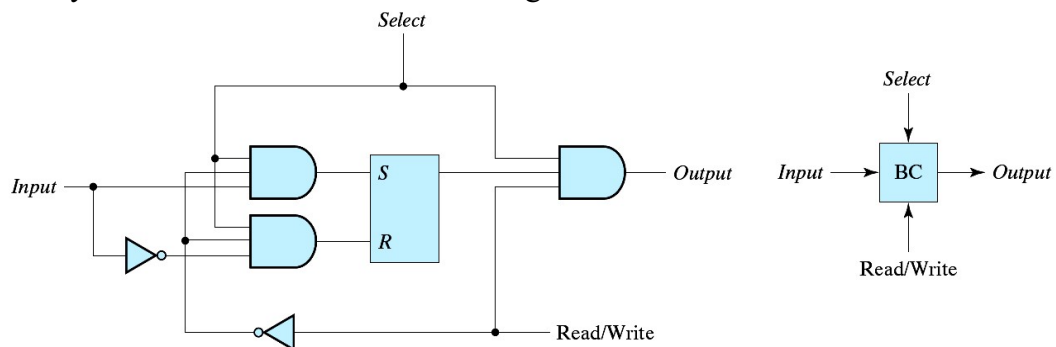 Select
Input
S
R
Output
Read/Write
Select
Input
BC
Output
Read/Write